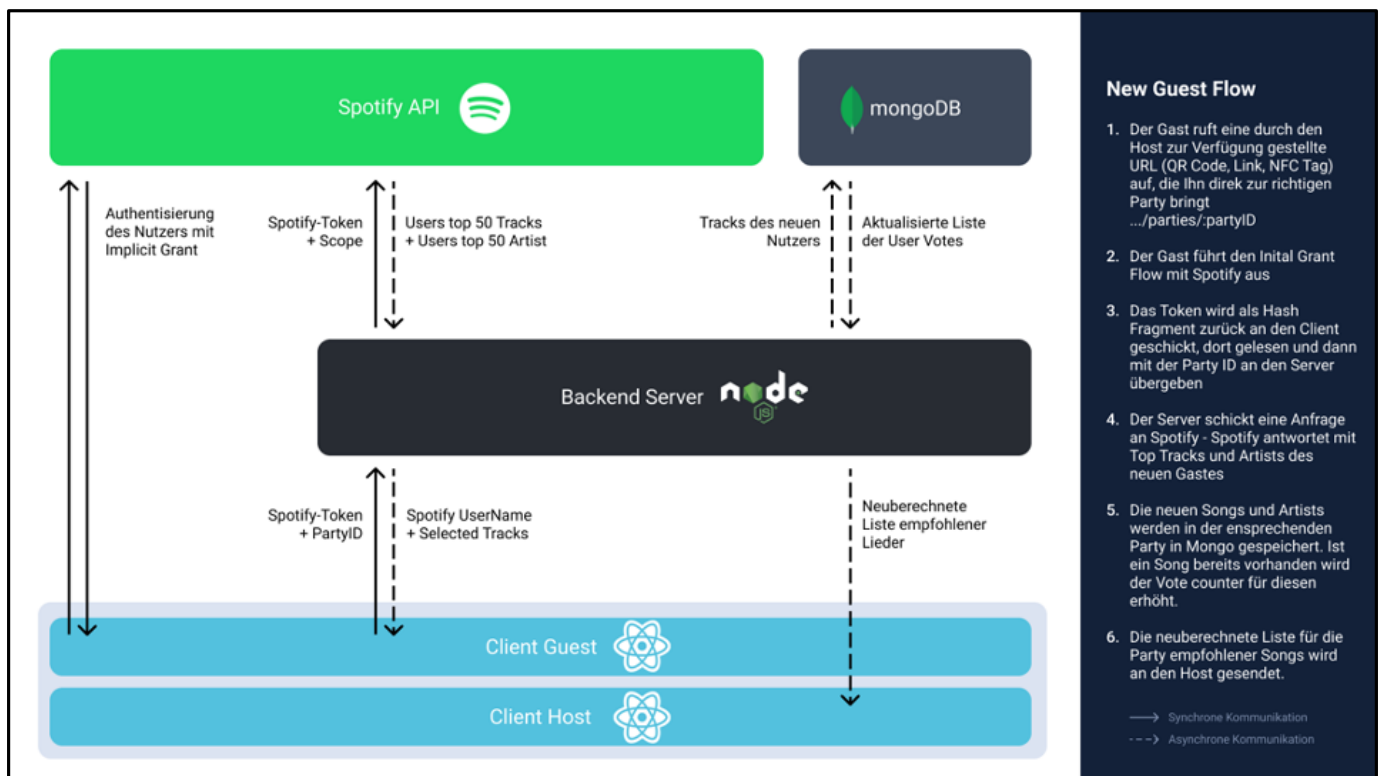 Spotify API
mongoDB
Authentisierung
des Nutzers mit
Implicit Grant
Spotify-Token
+ Scope
Users top 50 Tracks
+ Users top 50 Artist
Tracks des neuen
Nutzers
Aktualisierte Liste
der User Votes
Backend Server
node
JS
Spotify-Token
+ PartyID
Spotify UserName
+ Selected Tracks
Neuberechnete
Liste empfohlener
Lieder
Client Guest
Client Host
New Guest Flow
1. Der Gast ruft eine durch den
Host zur Verfügung gestellte
URL (QR Code, Link, NFC Tag)
auf, die Ihn direk zur richtigen
Party bringt
.../parties/:partyID
2. Der Gast führt den Inital Grant
Flow mit Spotify aus
3. Das Token wird als Hash
Fragment zurück an den Client
geschickt, dort gelesen und dann
mit der Party ID an den Server
übergeben
4. Der Server schickt eine Anfrage
an Spotify - Spotify antwortet mit
Top Tracks und Artists des
neuen Gastes
5. Die neuen Songs und Artists
werden in der ensprechenden
Party in Mongo gespeichert. Ist
ein Song bereits vorhanden wird
der Vote counter für diesen
erhöht.
6. Die neuberechnete Liste für die
Party empfohlener Songs wird
an den Host gesendet.
Synchrone Kommunikation
Asynchrone Kommunikation